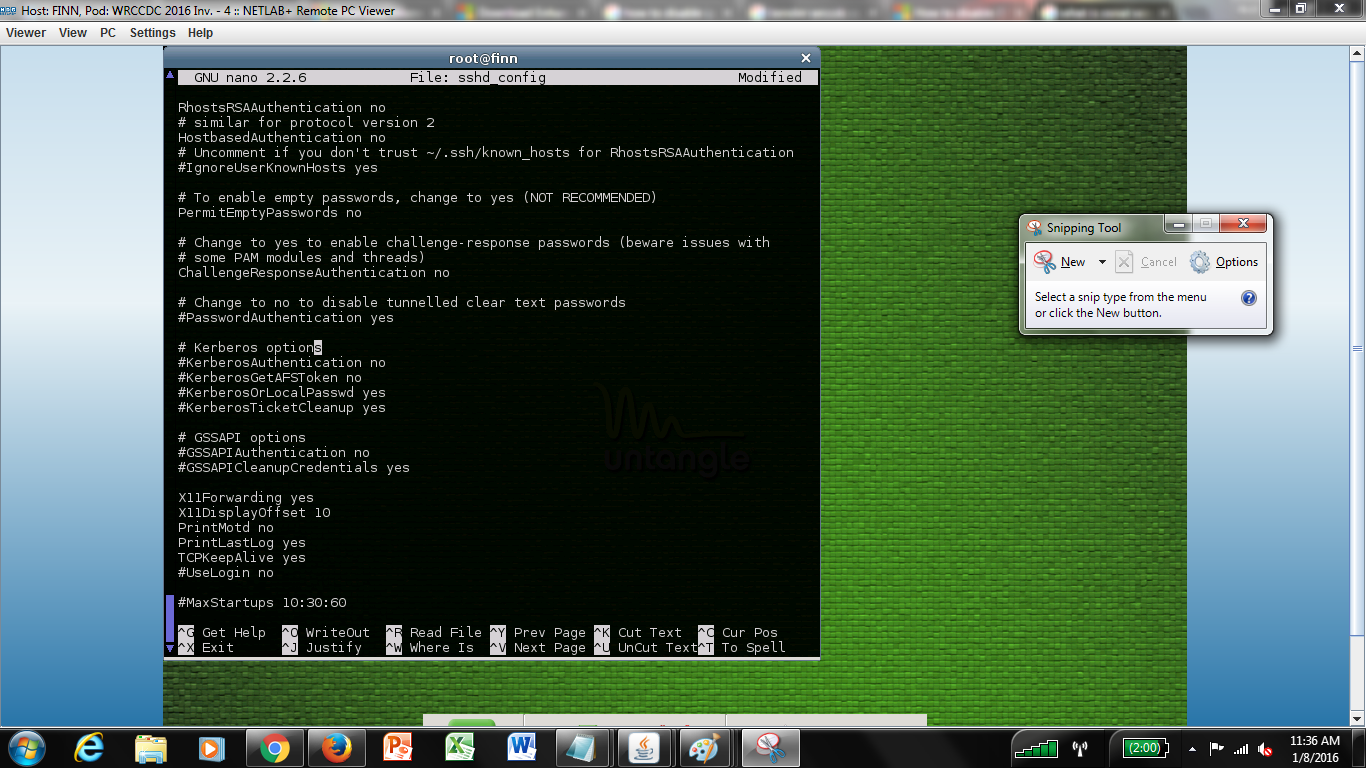 Host: FINN, Pod: WRCCDC 2016 Inv. - 4 :: NETLAB+ Remote PC Viewer
Viewer View PC Settings Help
root@finn
GNU nano 2.2.6 File: sshd_config Modified
RhostsRSAAuthentication no
# similar for protocol version 2
HostbasedAuthentication no
# Uncomment if you don't trust ~/.ssh/known_hosts for RhostsRSAAuthentication
#IgnoreUserKnownHosts yes
# To enable empty passwords, change to yes (NOT RECOMMENDED)
PermitEmptyPasswords no
# Change to yes to enable challenge-response passwords (beware issues with
# some PAM modules and threads)
ChallengeResponseAuthentication no
# Change to no to disable tunnelled clear text passwords
#PasswordAuthentication yes
# Kerberos options
#KerberosAuthentication no
#KerberosGetAFSToken no
#KerberosOrLocalPasswd yes
#KerberosTicketCleanup yes
# GSSAPI options
#GSSAPIAuthentication no
#GSSAPICleanupCredentials yes
X11Forwarding yes
X11DisplayOffset 10
PrintMotd no
PrintLastLog yes
TCPKeepAlive yes
#UseLogin no
#MaxStartups 10:30:60
^G Get Help ^O WriteOut ^R Read File ^Y Prev Page ^K Cut Text ^C Cur Pos
^X Exit ^J Justify ^W Where Is ^V Next Page ^U UnCut Text ^T To Spell
untangle
Snipping Tool
New Cancel Options
Select a snip type from the menu
or click the New button.
(2:00)
11:36 AM
1/8/2016